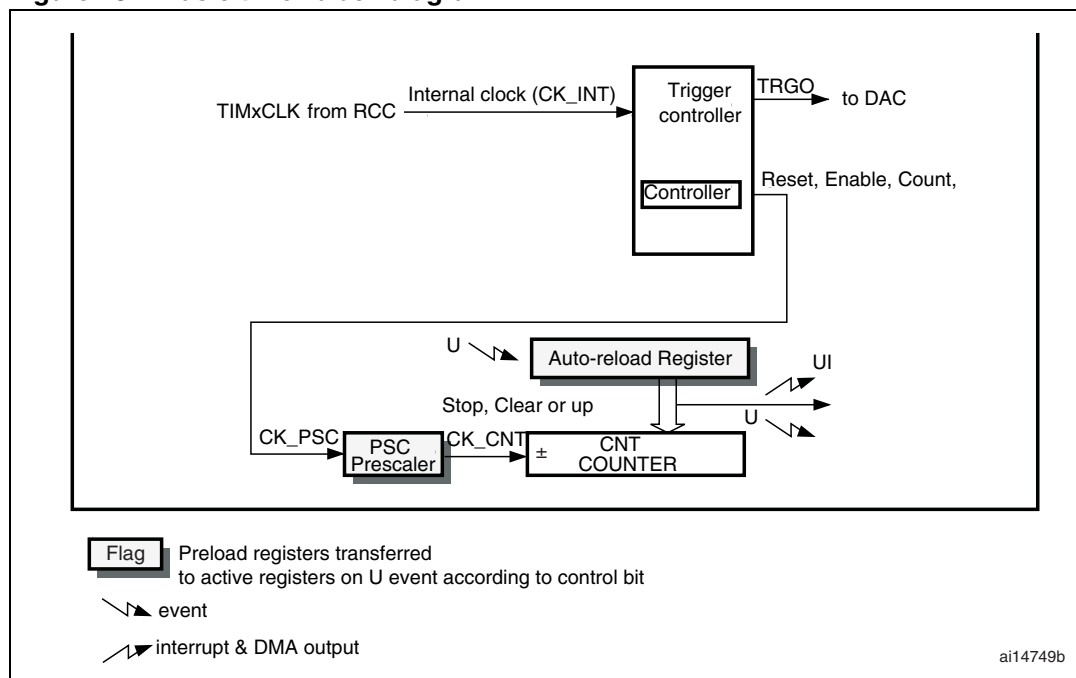 TIMxCLK from RCC
Internal clock (CK_INT)
Trigger
controller
TRGO
to DAC
Controller
Reset, Enable, Count,
U
Auto-reload Register
UI
Stop, Clear or up
U
CK_PSC
PSC
Prescaler
CK_CNT
±
CNT
COUNTER
Flag
Preload registers transferred
to active registers on U event according to control bit
event
interrupt & DMA output
ai14749b